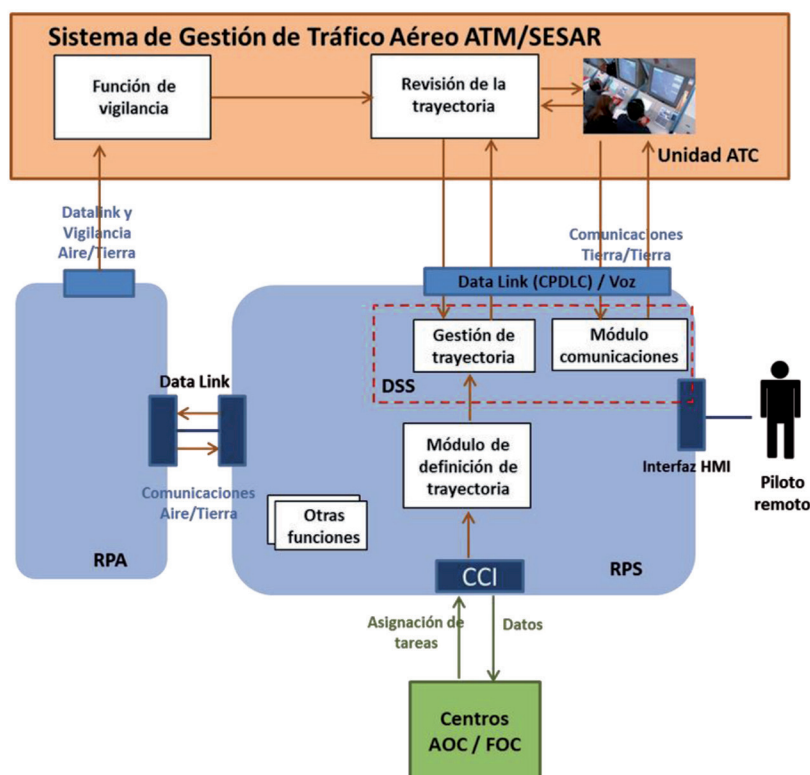 Sistema de Gestión de Tráfico Aéreo ATM/SESAR
Función de
vigilancia
Revisión de la
trayectoria
Unidad ATC
Datalink y
Vigilancia
Aire/Tierra
Comunicaciones
Tierra/Tierra
Data Link (CPDLC) / Voz
Gestión de
trayectoria
Módulo
comunicaciones
DSS
Data Link
Módulo de
definición de
trayectoria
Interfaz HMI
Piloto
remoto
Comunicaciones
Aire/Tierra
Otras
funciones
RPA
CCI
RPS
Asignación de
tareas
Datos
Centros
AOC / FOC